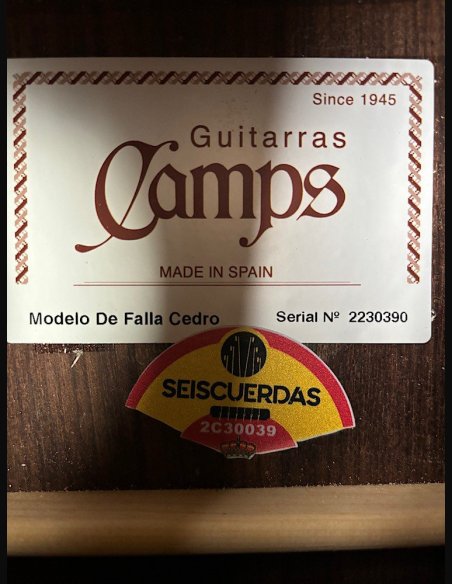 Since 1945
Guitarras
Camps
MADE IN SPAIN
Modelo De Falla Cedro Serial Nº 2230390
SEISCUERDAS
2C30039